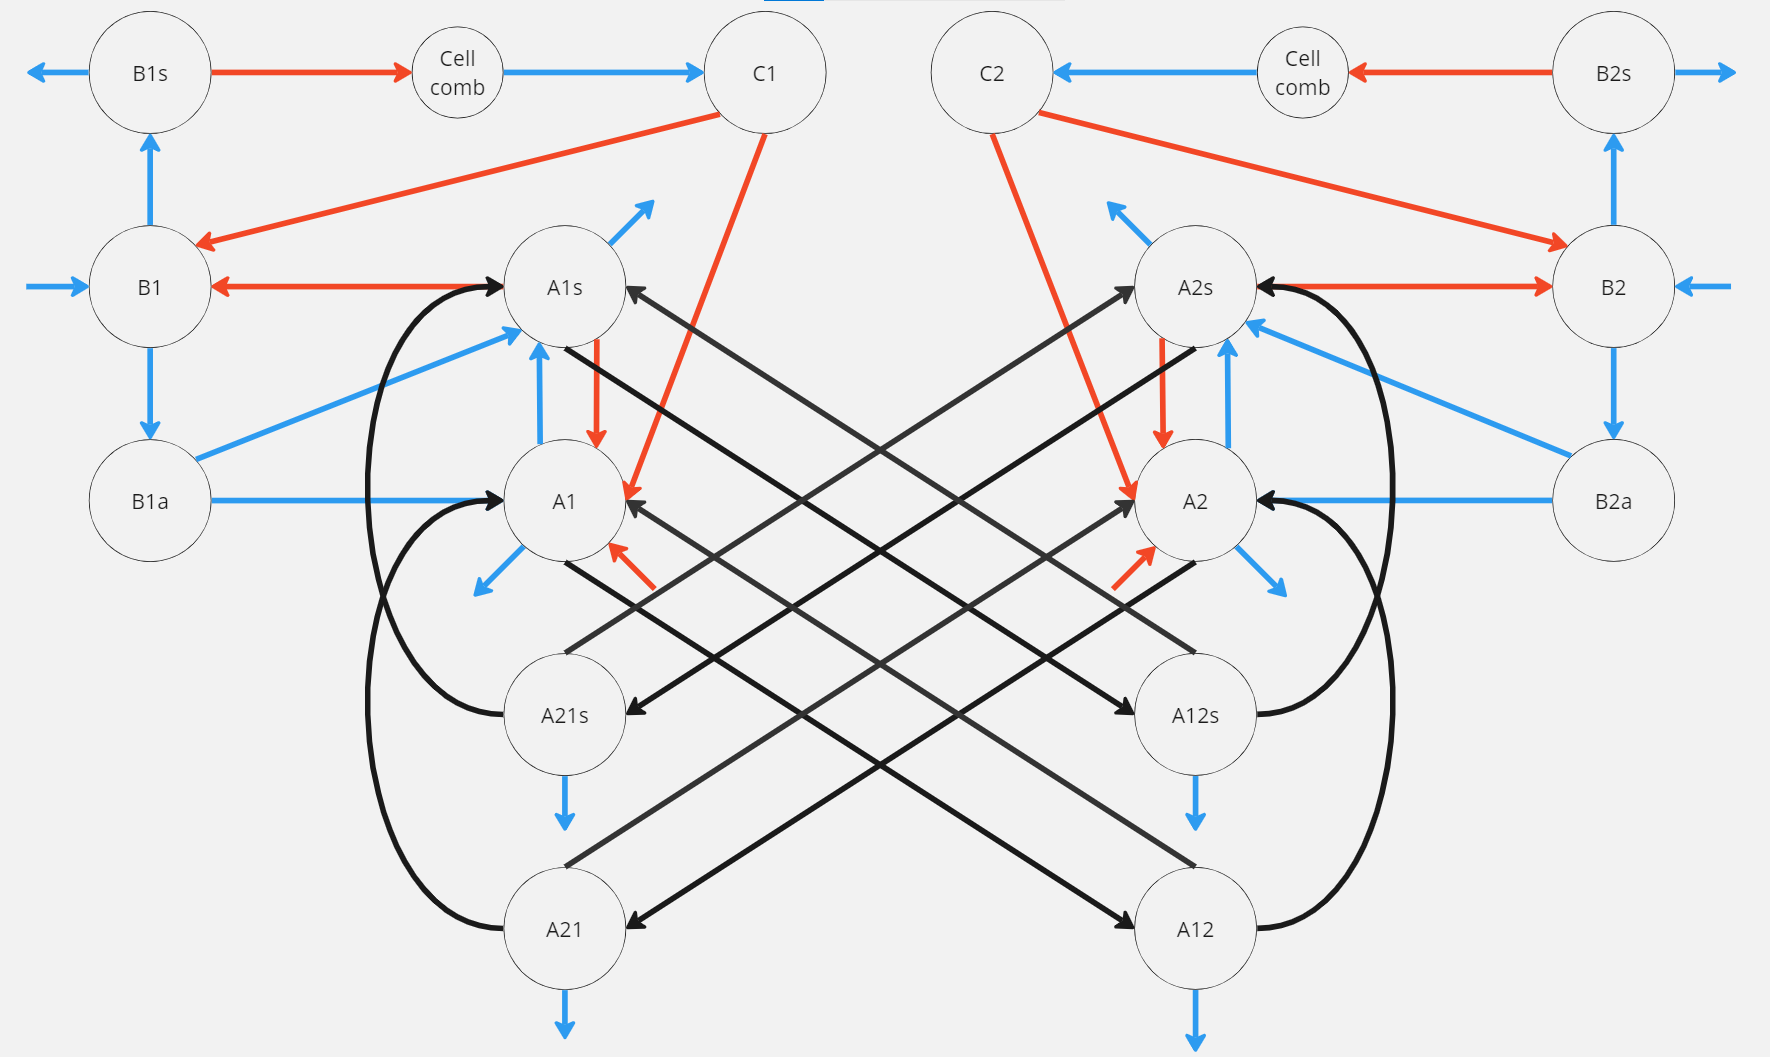 B1s
Cell
comb
C1
C2
Cell
comb
B2s
B1
A1s
A2s
B2
B1a
A1
A2
B2a
A21s
A12s
A21
A12